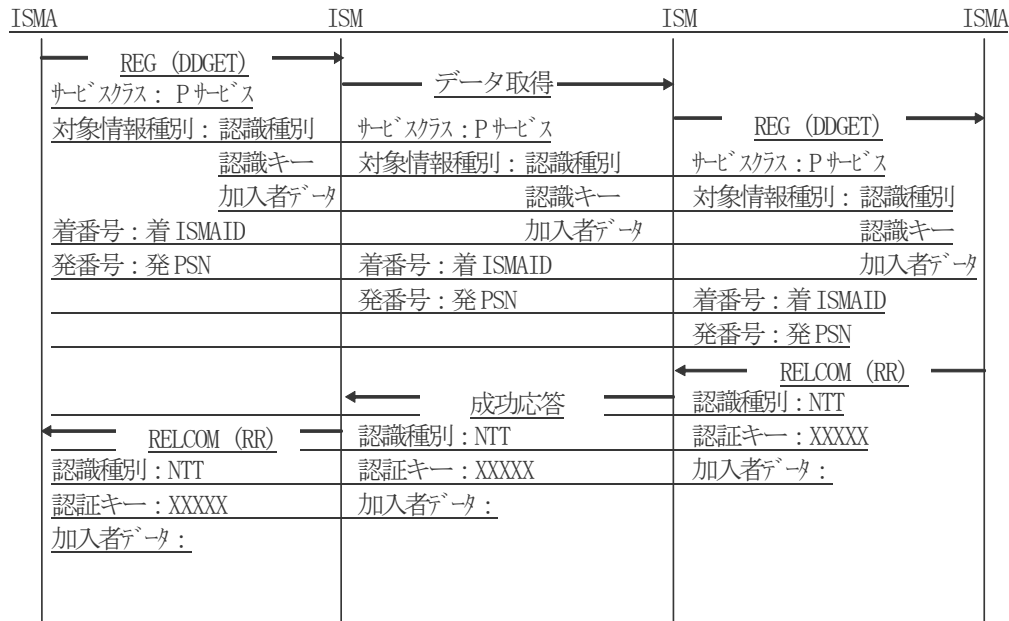 ISMA ISM ISM ISMA
REG (DDGET)
サービスクラス：Pサービス
対象情報種別：認識種別
認識キー
加入者データ
着番号：着ISMAID
発番号：発PSN
データ取得
サービスクラス：Pサービス
対象情報種別：認識種別
認識キー
加入者データ
着番号：着ISMAID
発番号：発PSN
REG (DDGET)
サービスクラス：Pサービス
対象情報種別：認識種別
認識キー
加入者データ
着番号：着ISMAID
発番号：発PSN
RELCOM (RR)
認識種別：NTT
認証キー：XXXXX
加入者データ：
成功応答
認識種別：NTT
認証キー：XXXXX
加入者データ：
RELCOM (RR)
認識種別：NTT
認証キー：XXXXX
加入者データ：